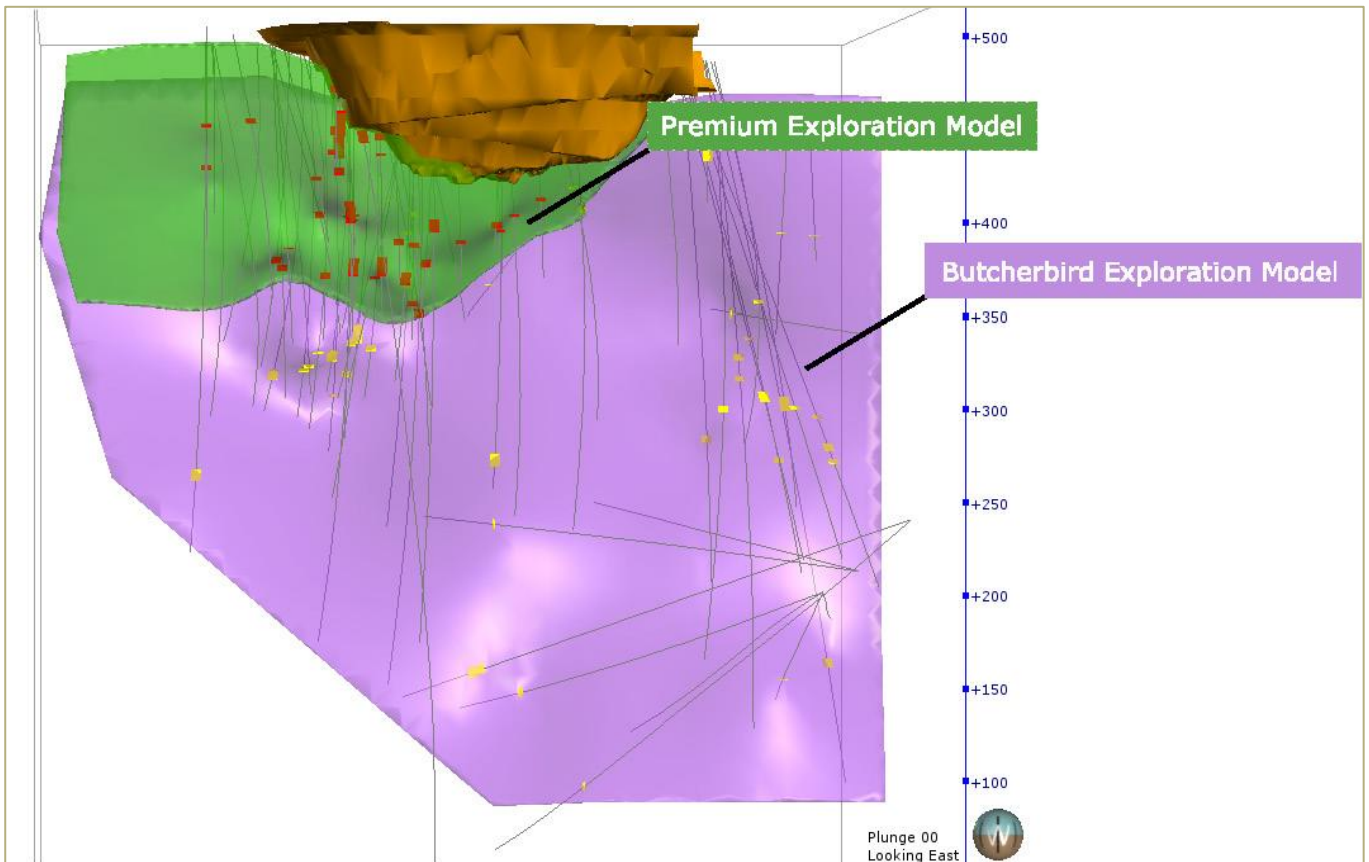 +500
Premium Exploration Model
+400
Butcherbird Exploration Model
+350
+300
+250
+200
+150
+100
Plunge 00
Looking East
W